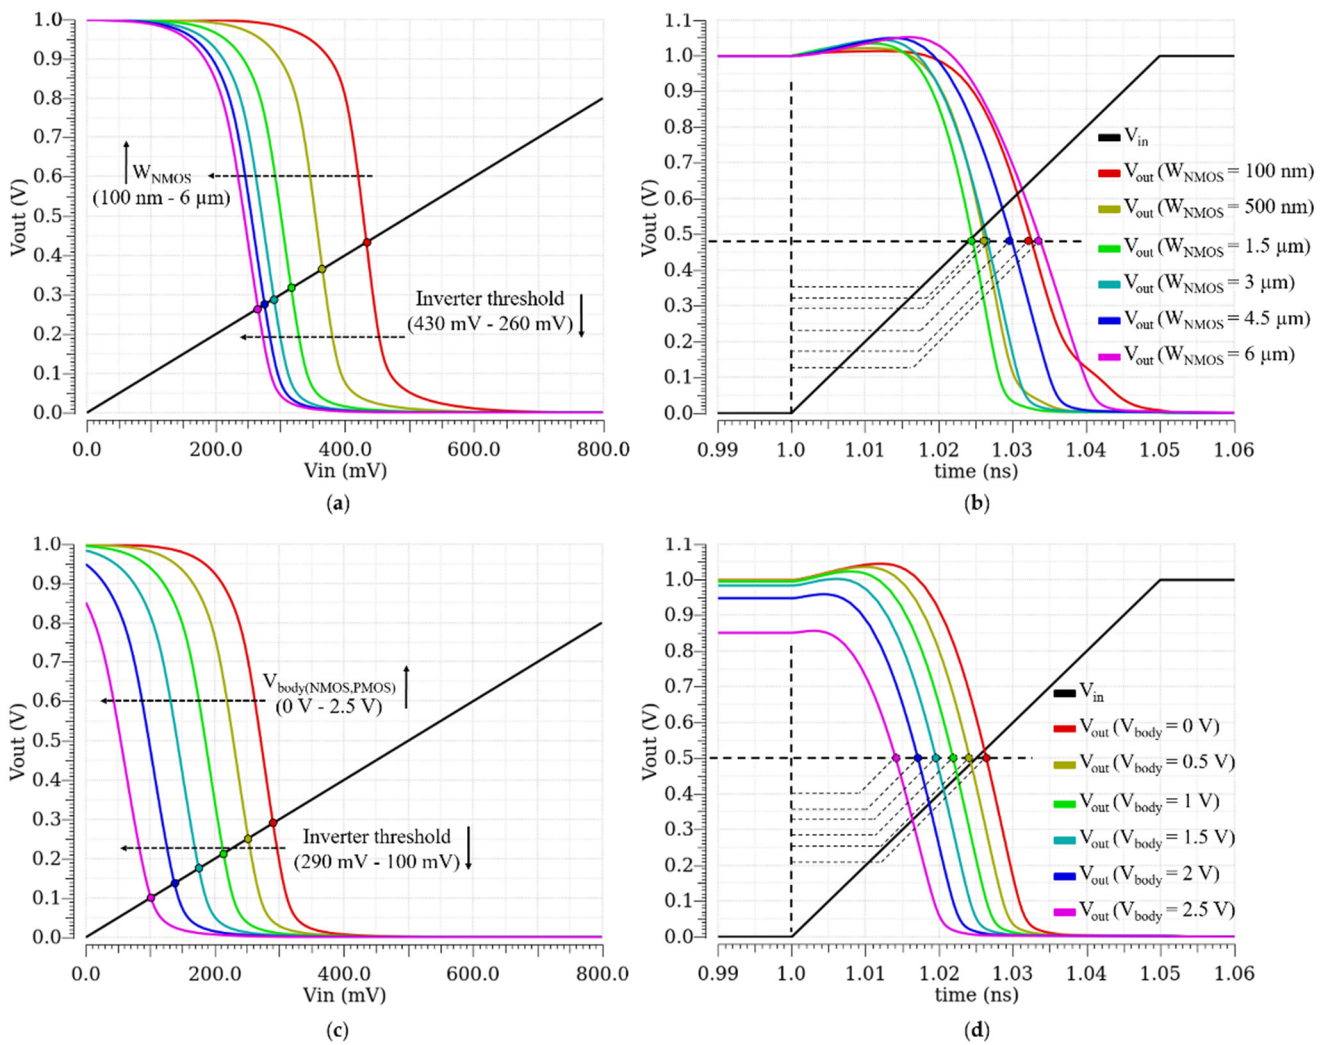 1.0
0.9
0.8
0.7
0.6
0.5
0.4
0.3
0.2
0.1
0.0
Vout (V)
W_NMOS
(100 nm - 6 μm)
Inverter threshold
(430 mV - 260 mV)
0.0 200.0 400.0 600.0 800.0
Vin (mV)
(a)
1.1
1.0
0.9
0.8
0.7
0.6
0.5
0.4
0.3
0.2
0.1
0.0
Vout (V)
V_in
V_out (W_NMOS = 100 nm)
V_out (W_NMOS = 500 nm)
V_out (W_NMOS = 1.5 μm)
V_out (W_NMOS = 3 μm)
V_out (W_NMOS = 4.5 μm)
V_out (W_NMOS = 6 μm)
0.99 1.0 1.01 1.02 1.03 1.04 1.05 1.06
time (ns)
(b)
1.0
0.9
0.8
0.7
0.6
0.5
0.4
0.3
0.2
0.1
0.0
Vout (V)
V_body(NMOS,PMOS)
(0 V - 2.5 V)
Inverter threshold
(290 mV - 100 mV)
0.0 200.0 400.0 600.0 800.0
Vin (mV)
(c)
1.1
1.0
0.9
0.8
0.7
0.6
0.5
0.4
0.3
0.2
0.1
0.0
Vout (V)
V_in
V_out (V_body = 0 V)
V_out (V_body = 0.5 V)
V_out (V_body = 1 V)
V_out (V_body = 1.5 V)
V_out (V_body = 2 V)
V_out (V_body = 2.5 V)
0.99 1.0 1.01 1.02 1.03 1.04 1.05 1.06
time (ns)
(d)